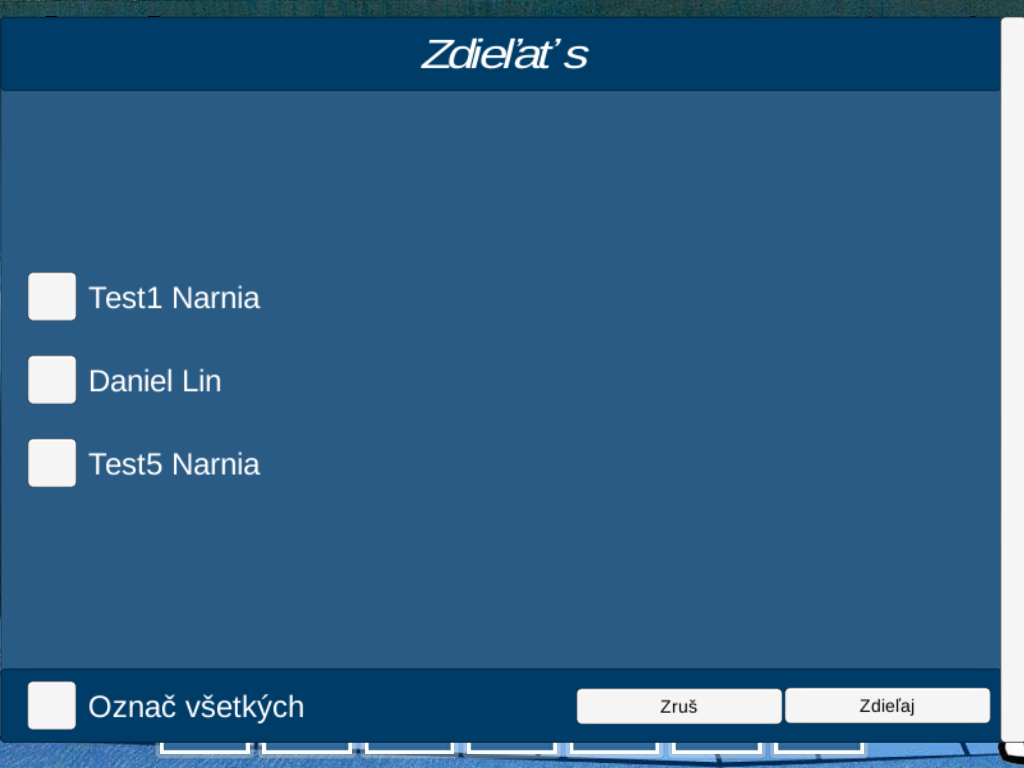 Zdieľať s
Test1 Narnia
Daniel Lin
Test5 Narnia
Označ všetkých
Zruš
Zdieľaj